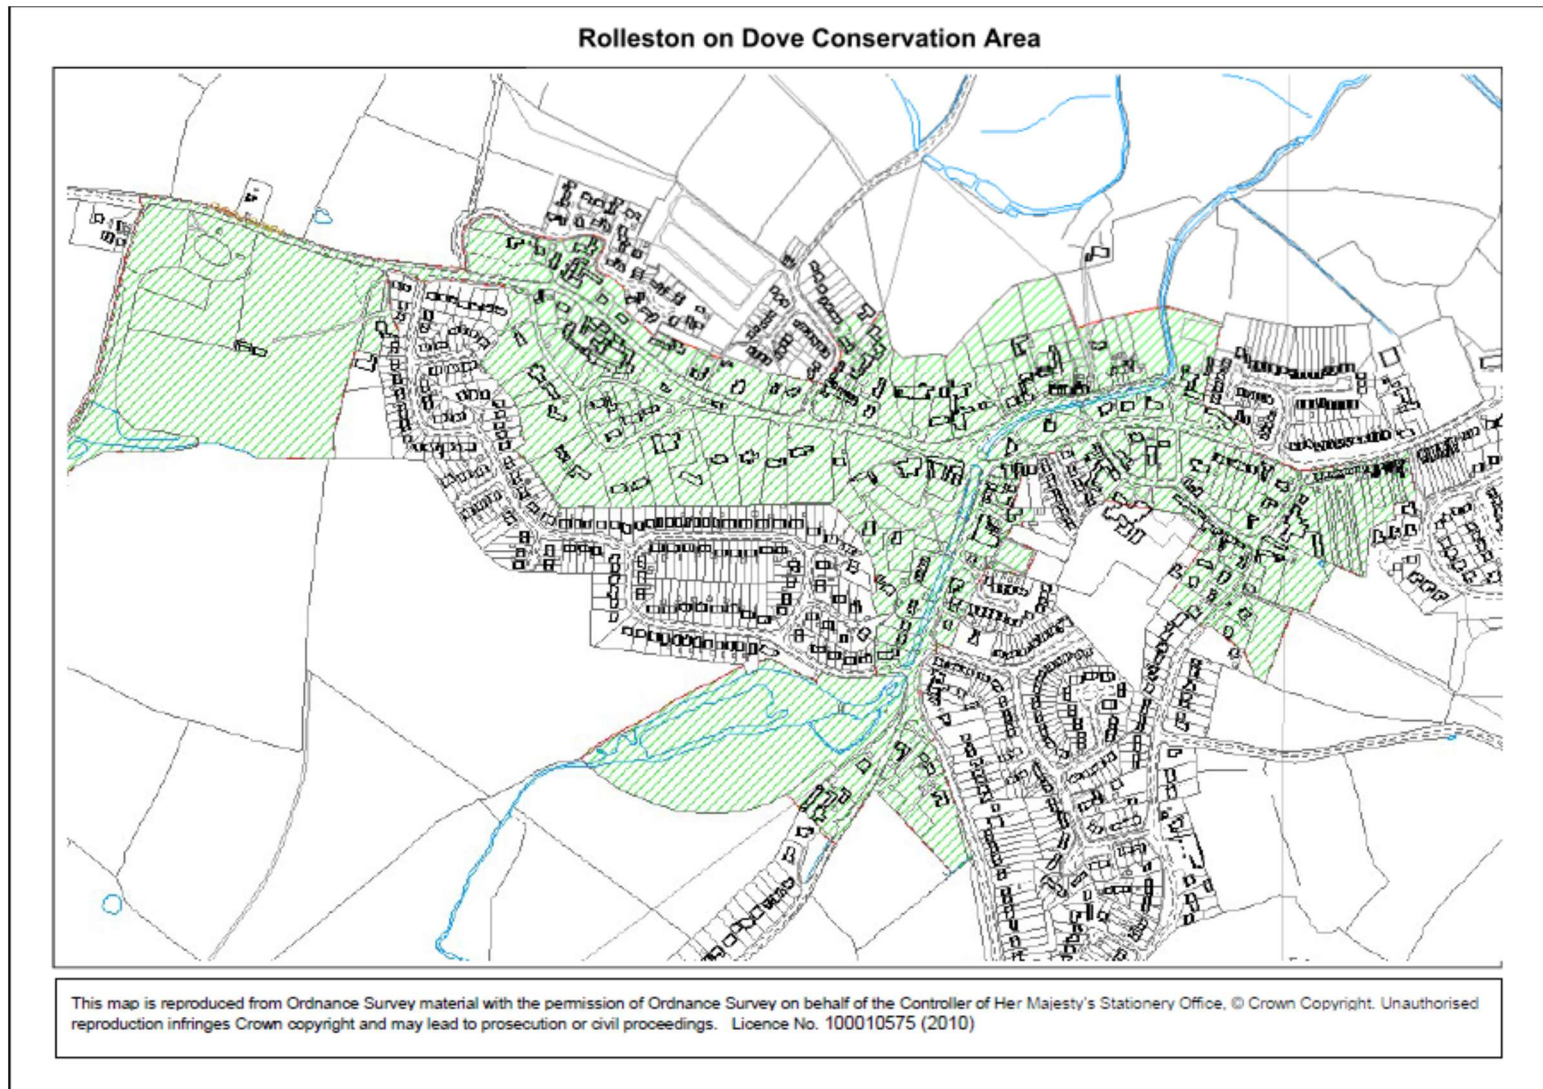 Rolleston on Dove Conservation Area
This map is reproduced from Ordnance Survey material with the permission of Ordnance Survey on behalf of the Controller of Her Majesty's Stationery Office, © Crown Copyright. Unauthorised
reproduction infringes Crown copyright and may lead to prosecution or civil proceedings. Licence No. 100010575 (2010)